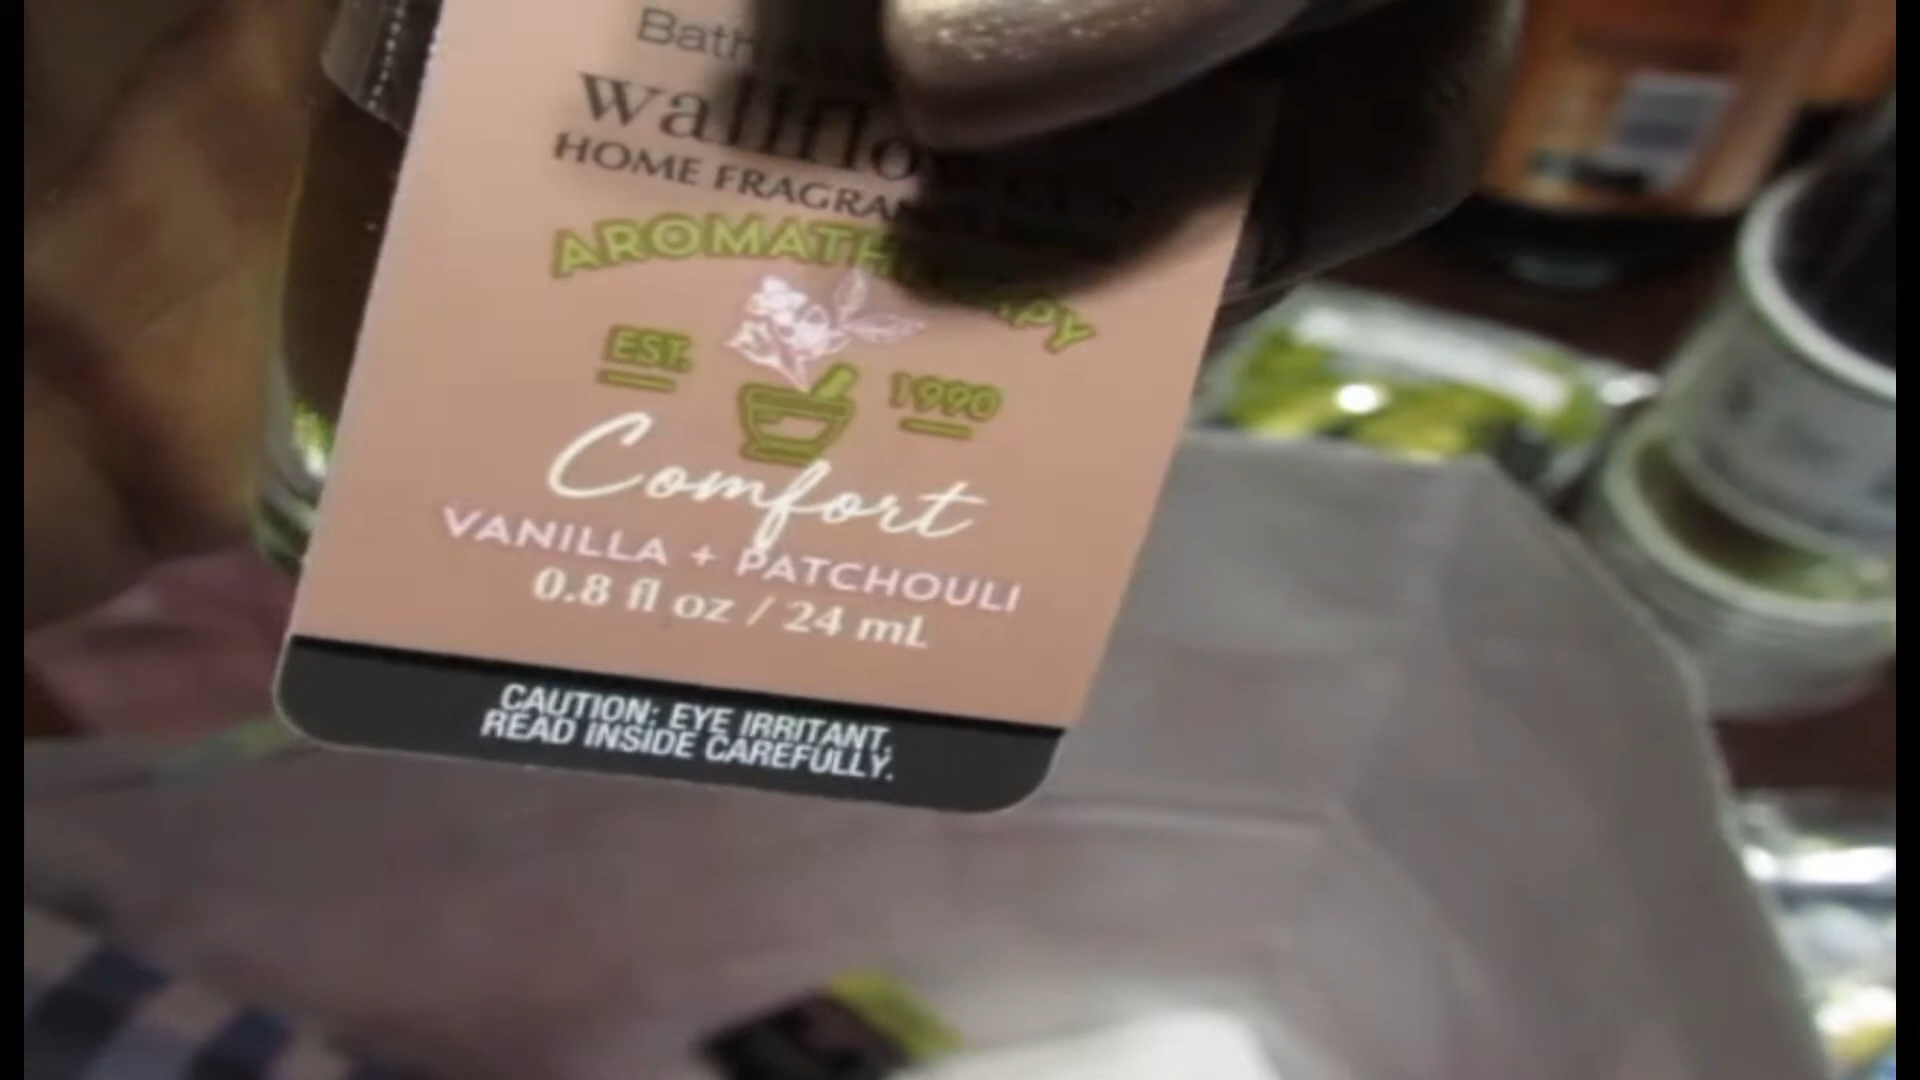 Bath
wallflowers
HOME FRAGRANCE
AROMATHERAPY
EST. 1990
Comfort
VANILLA + PATCHOULI
0.8 fl oz / 24 mL
CAUTION: EYE IRRITANT.
READ INSIDE CAREFULLY.